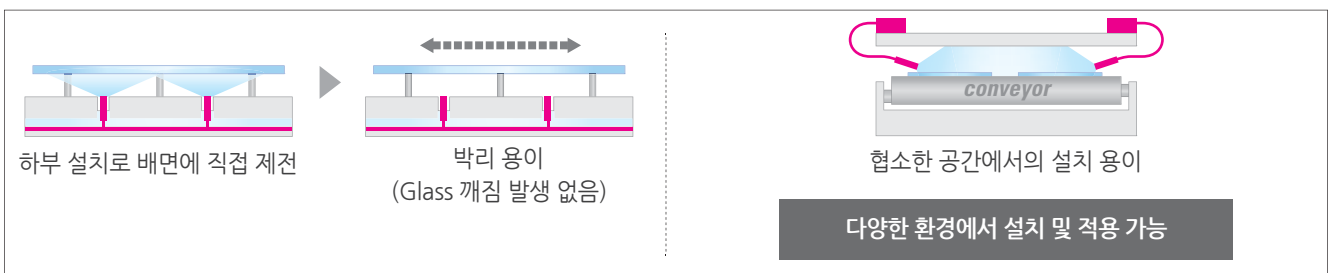 하부 설치로 배면에 직접 제전
박리 용이
(Glass 깨짐 발생 없음)
conveyor
협소한 공간에서의 설치 용이
다양한 환경에서 설치 및 적용 가능